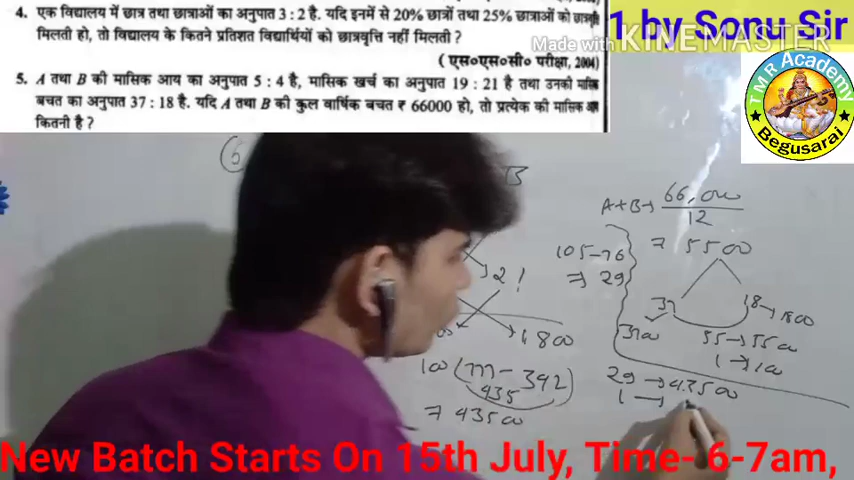 4. एक विद्यालय में छात्र तथा छात्राओं का अनुपात 3 : 2 है. यदि इनमें से 20% छात्रों तथा 25% छात्राओं को छात्रवृत्ति
मिलती हो, तो विद्यालय के कितने प्रतिशत विद्यार्थियों को छात्रवृत्ति नहीं मिलती ?
( एस०एस०सी० परीक्षा, 2004)
5. A तथा B की मासिक आय का अनुपात 5 : 4 है, मासिक खर्च का अनुपात 19 : 21 है तथा उनकी मासिक
बचत का अनुपात 37 : 18 है. यदि A तथा B की कुल वार्षिक बचत ₹ 66000 हो, तो प्रत्येक की मासिक आय
कितनी है ?
1 by Sonu Sir
Made with KINEMASTER
TMR Academy
Begusarai
B
A+B→ 66,000
12
105-76
= 5500
⇒ 29
21
37
18→1800
3700
55→5500
1800
1→100
100(777-342)
435
29→43500
= 43500
1→
New Batch Starts On 15th July, Time- 6-7am,